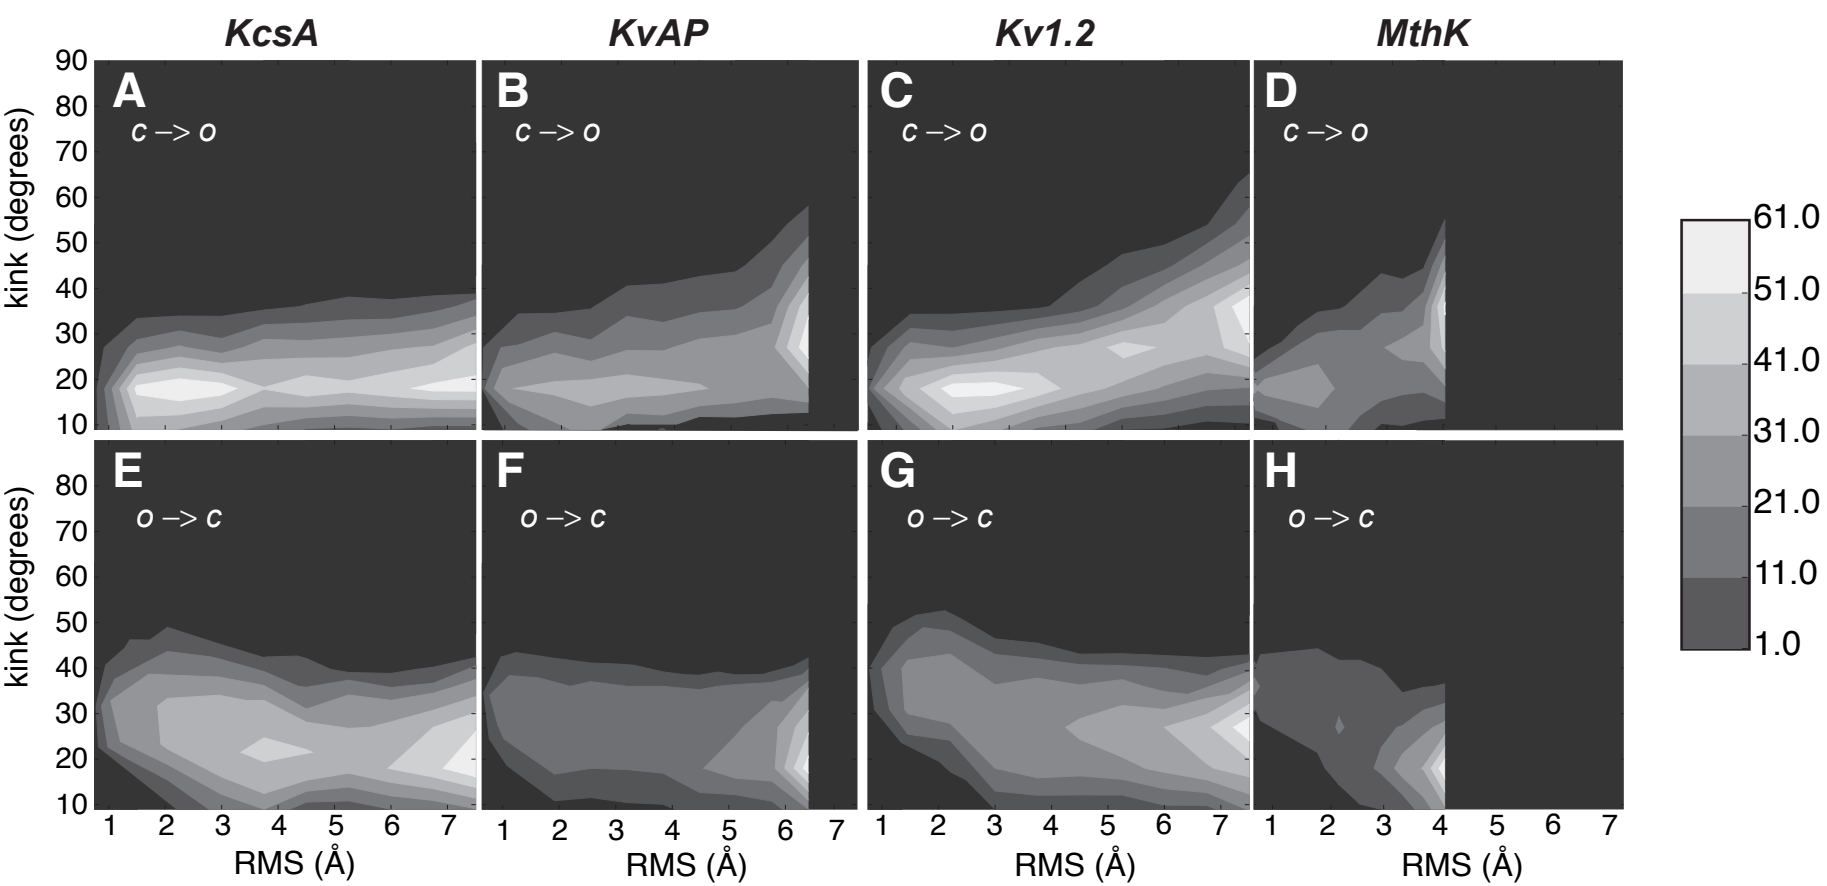 KcsA KvAP Kv1.2 MthK
A B C D
c –> o c –> o c –> o c –> o
kink (degrees)
90
80
70
60
50
40
30
20
10
E F G H
o –> c o –> c o –> c o –> c
kink (degrees)
80
70
60
50
40
30
20
10
1 2 3 4 5 6 7 1 2 3 4 5 6 7 1 2 3 4 5 6 7 1 2 3 4 5 6 7
RMS (Å) RMS (Å) RMS (Å) RMS (Å)
61.0
51.0
41.0
31.0
21.0
11.0
1.0